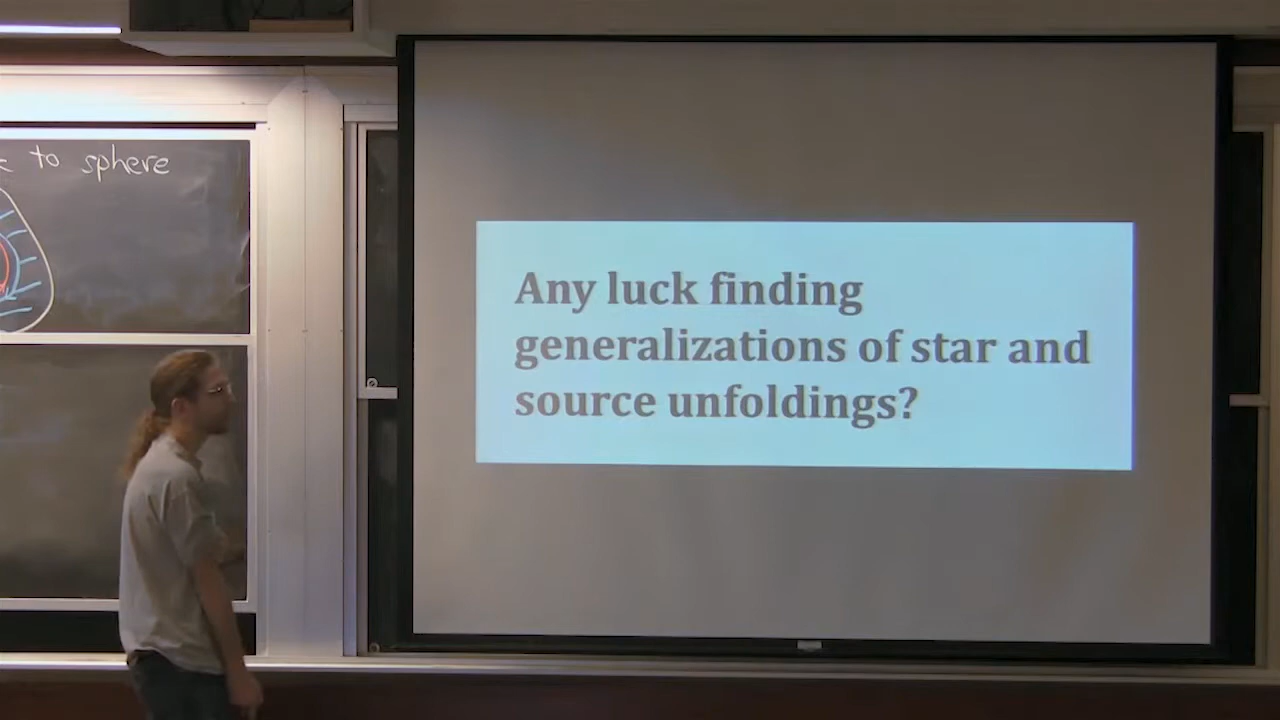 to sphere
Any luck finding
generalizations of star and
source unfoldings?